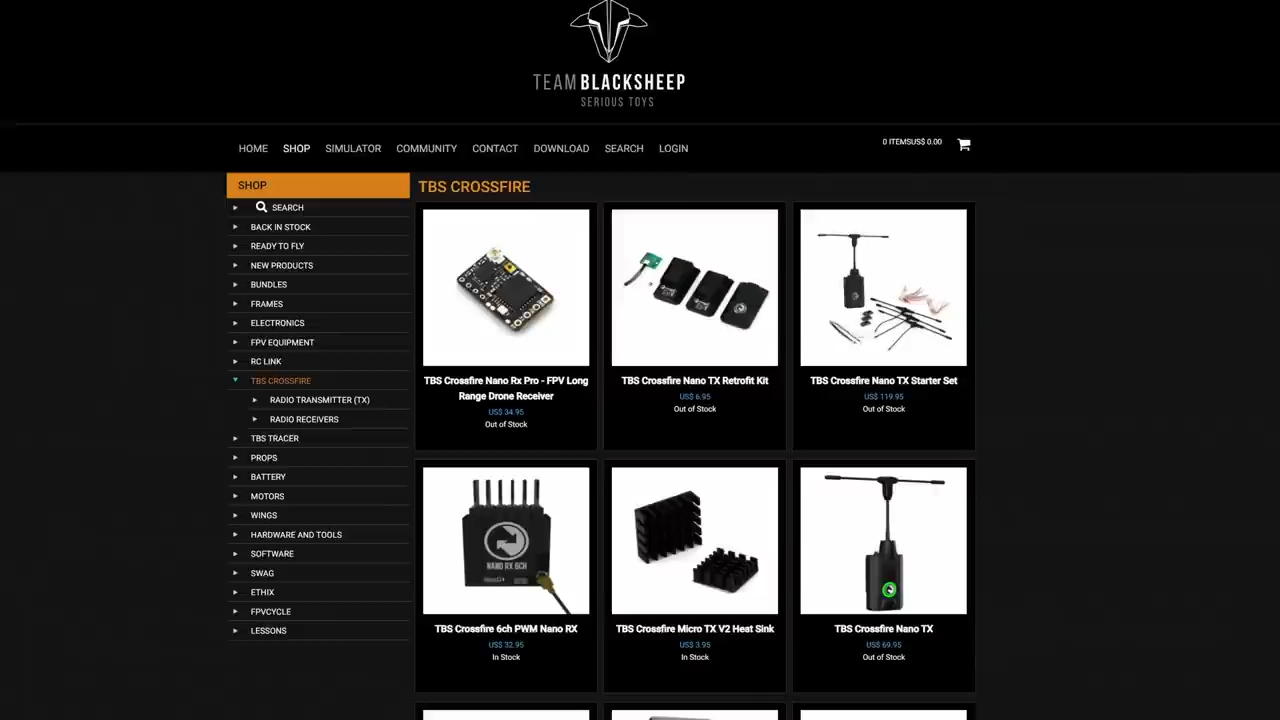 TEAM BLACKSHEEP
SERIOUS TOYS
HOME SHOP SIMULATOR COMMUNITY CONTACT DOWNLOAD SEARCH LOGIN
0 ITEMSUS$ 0.00
SHOP
SEARCH
BACK IN STOCK
READY TO FLY
NEW PRODUCTS
BUNDLES
FRAMES
ELECTRONICS
FPV EQUIPMENT
RC LINK
TBS CROSSFIRE
RADIO TRANSMITTER (TX)
RADIO RECEIVERS
TBS TRACER
PROPS
BATTERY
MOTORS
WINGS
HARDWARE AND TOOLS
SOFTWARE
SWAG
ETHIX
FPVCYCLE
LESSONS
TBS CROSSFIRE
TBS Crossfire Nano Rx Pro - FPV Long
Range Drone Receiver
US$ 34.95
Out of Stock
TBS Crossfire Nano TX Retrofit Kit
US$ 6.95
Out of Stock
TBS Crossfire Nano TX Starter Set
US$ 119.95
Out of Stock
NANO RX 6CH
TBS Crossfire 6ch PWM Nano RX
US$ 32.95
In Stock
TBS Crossfire Micro TX V2 Heat Sink
US$ 3.95
In Stock
TBS Crossfire Nano TX
US$ 69.95
Out of Stock